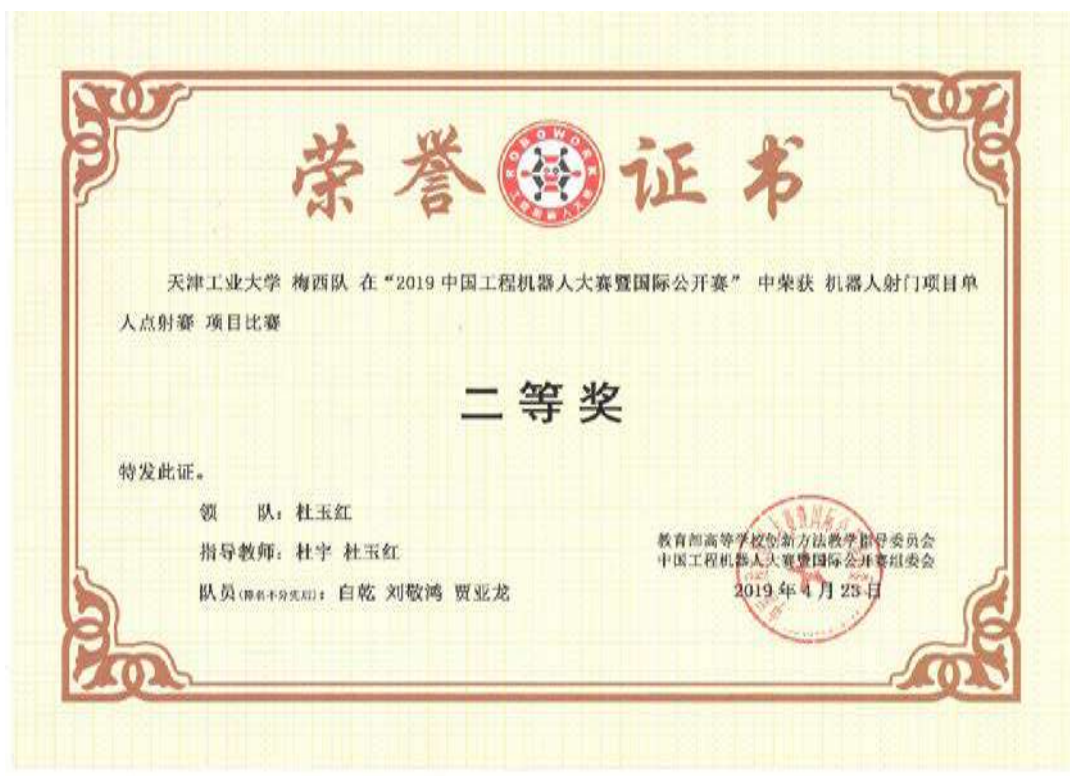 荣誉证书
ROBOWORK
天津工业大学 梅西队 在“2019 中国工程机器人大赛暨国际公开赛” 中荣获 机器人射门项目单
人点射赛 项目比赛
二等奖
特发此证。
领 队：杜玉红
指导教师：杜宇 杜玉红
队员(排名不分先后)：白乾 刘敬鸿 贾亚龙
教育部高等学校创新方法教学指导委员会
中国工程机器人大赛暨国际公开赛组委会
2019 年 4 月 23 日